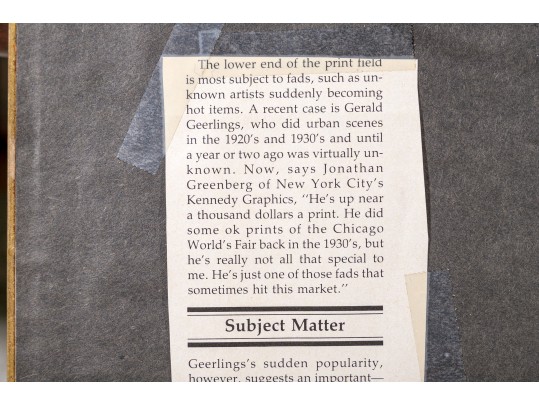 The lower end of the print field
is most subject to fads, such as un-
known artists suddenly becoming
hot items. A recent case is Gerald
Geerlings, who did urban scenes
in the 1920's and 1930's and until
a year or two ago was virtually un-
known. Now, says Jonathan
Greenberg of New York City's
Kennedy Graphics, "He's up near
a thousand dollars a print. He did
some ok prints of the Chicago
World's Fair back in the 1930's, but
he's really not all that special to
me. He's just one of those fads that
sometimes hit this market."
Subject Matter
Geerlings's sudden popularity,
however, suggests an important—